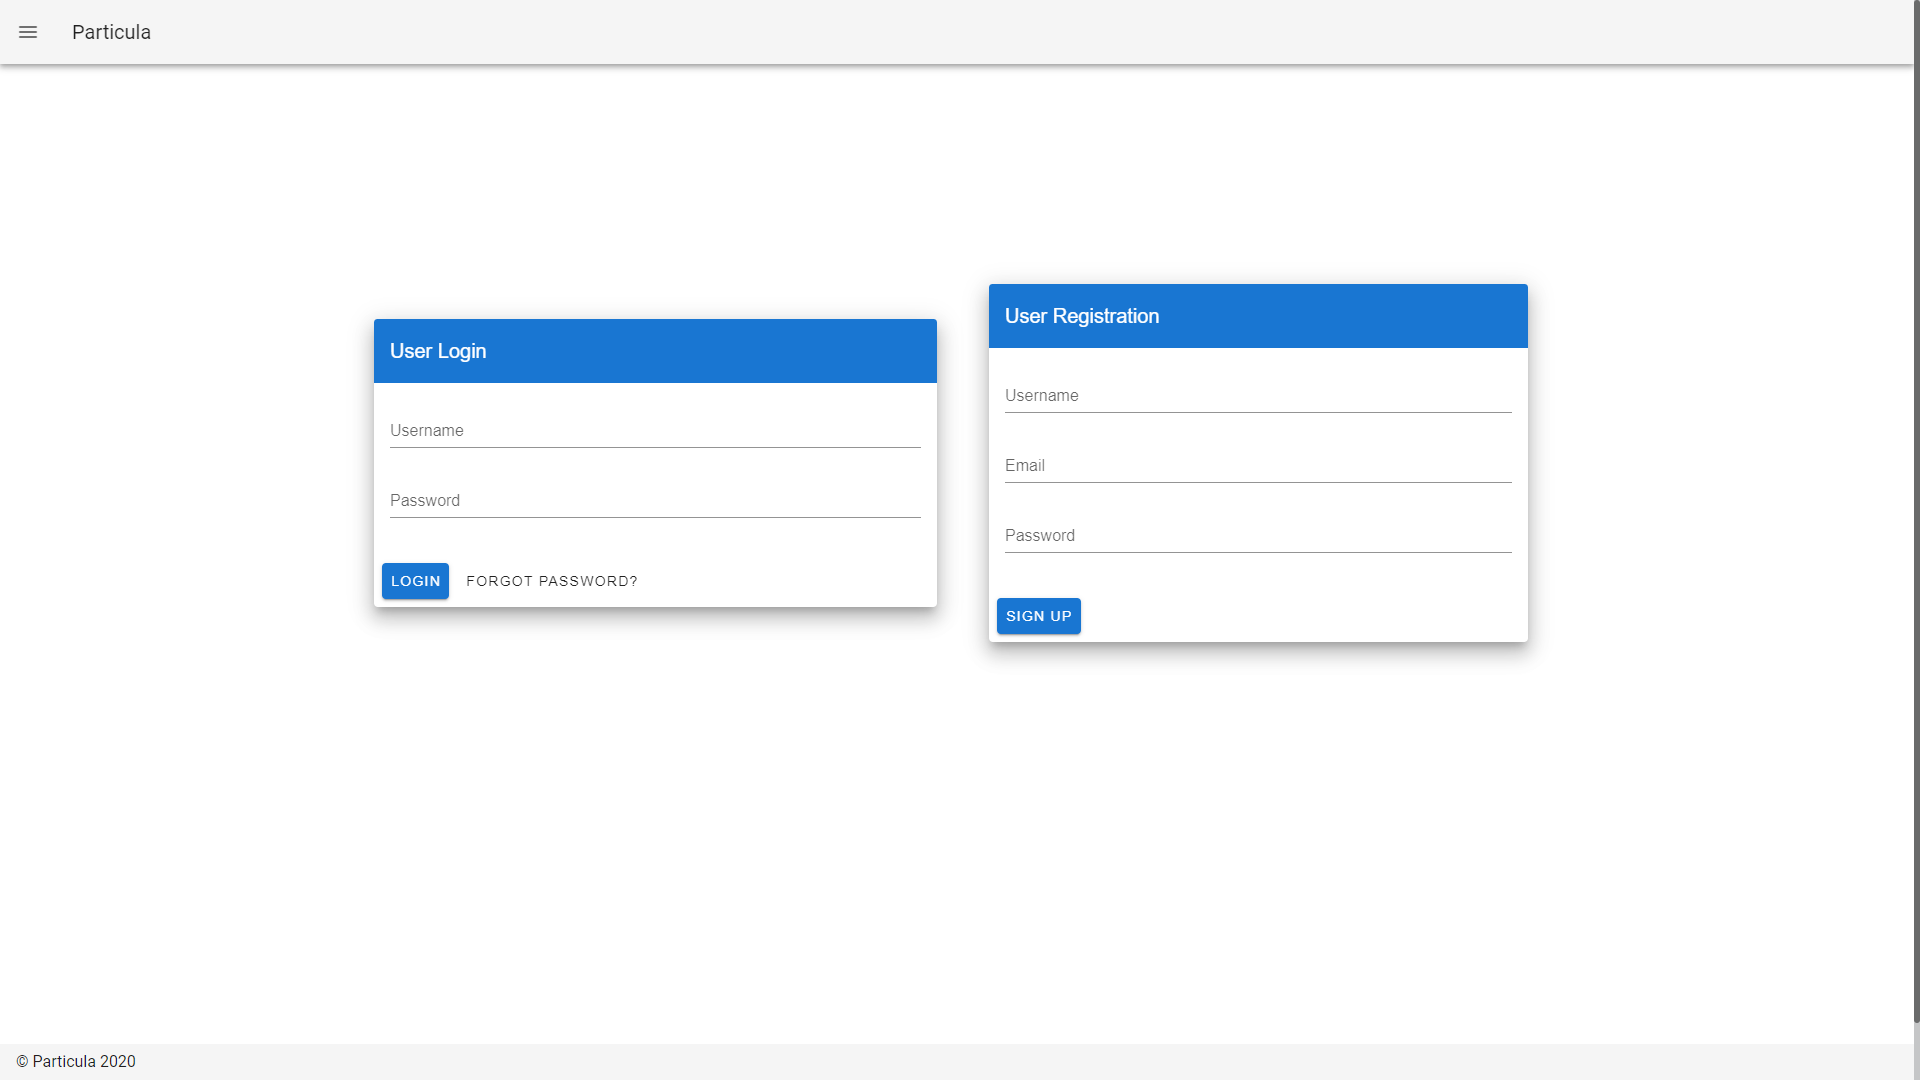 Particula
User Login
Username
Password
LOGIN FORGOT PASSWORD?
User Registration
Username
Email
Password
SIGN UP
© Particula 2020